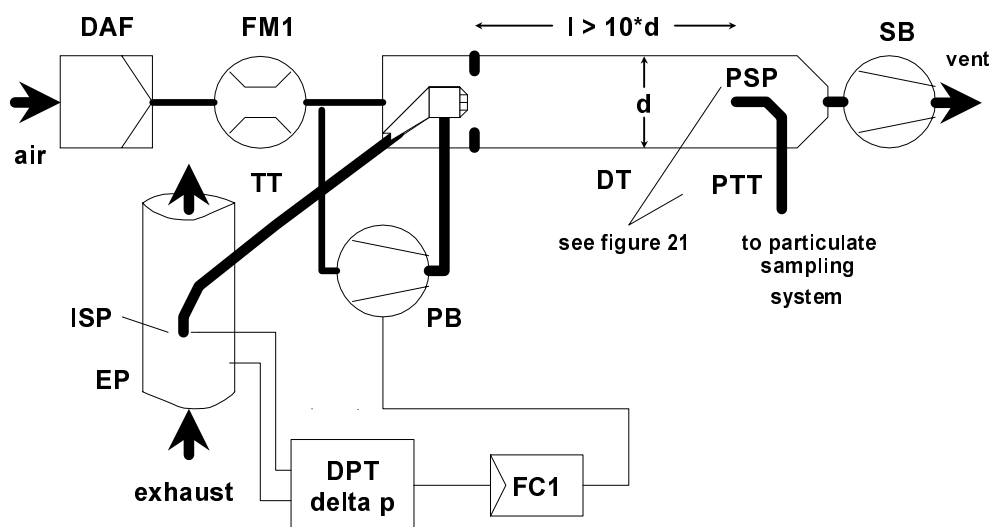 DAF
FM1
l > 10*d
SB
vent
PSP
d
air
TT
DT
PTT
see figure 21
to particulate
sampling
system
ISP
PB
EP
DPT
delta p
FC1
exhaust